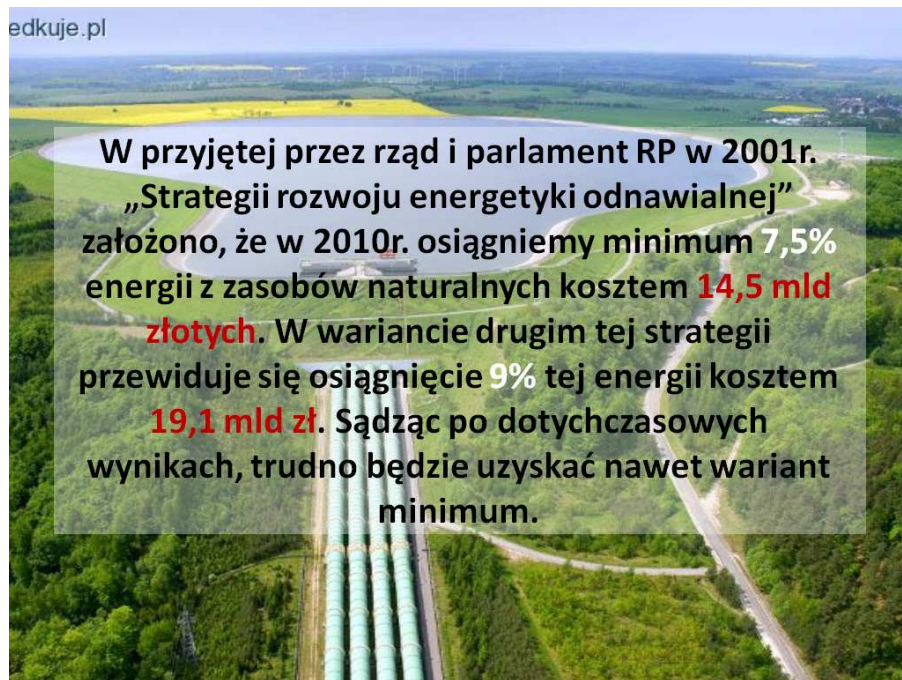 edkuje.pl
W przyjętej przez rząd i parlament RP w 2001r.
„Strategii rozwoju energetyki odnawialnej”
założono, że w 2010r. osiągniemy minimum 7,5%
energii z zasobów naturalnych kosztem 14,5 mld
złotych. W wariancie drugim tej strategii
przewiduje się osiągnięcie 9% tej energii kosztem
19,1 mld zł. Sądząc po dotychczasowych
wynikach, trudno będzie uzyskać nawet wariant
minimum.